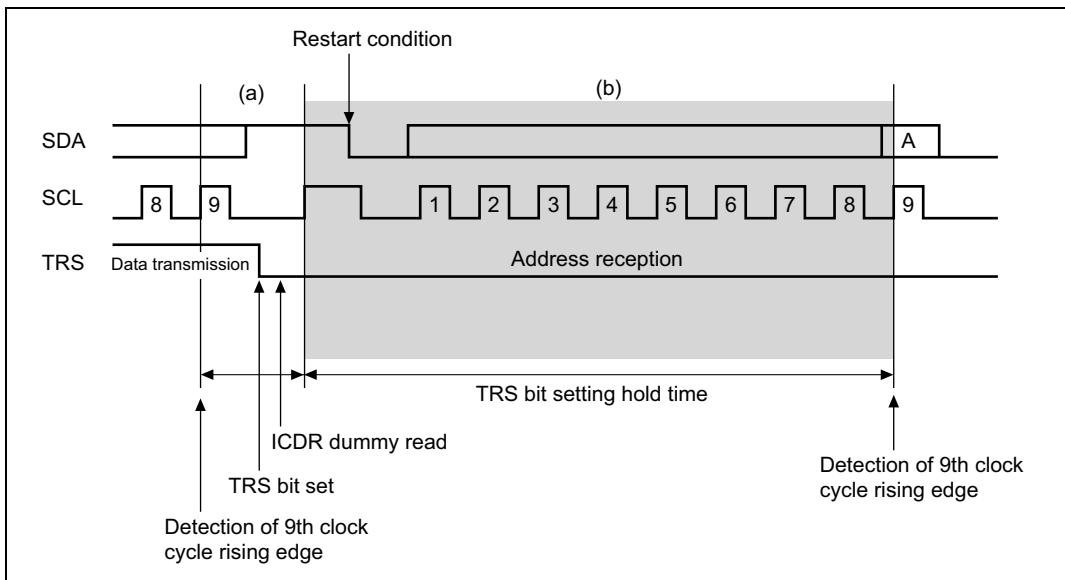 Restart condition
(a)
(b)
SDA
A
SCL
8 9 1 2 3 4 5 6 7 8 9
TRS
Data transmission
Address reception
TRS bit setting hold time
ICDR dummy read
TRS bit set
Detection of 9th clock
cycle rising edge
Detection of 9th clock
cycle rising edge